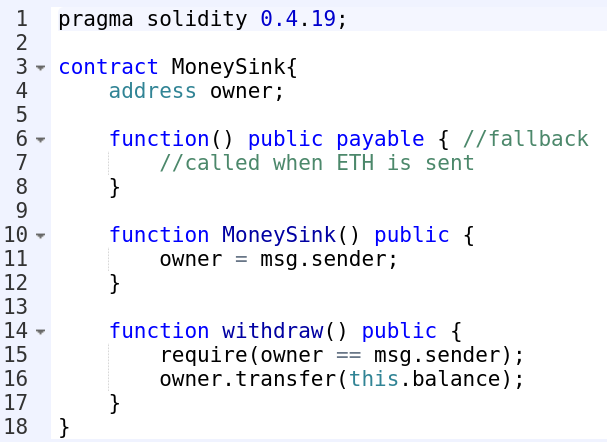 1 pragma solidity 0.4.19;
2
3 contract MoneySink{
4 address owner;
5
6 function() public payable { //fallback
7 //called when ETH is sent
8 }
9
10 function MoneySink() public {
11 owner = msg.sender;
12 }
13
14 function withdraw() public {
15 require(owner == msg.sender);
16 owner.transfer(this.balance);
17 }
18 }